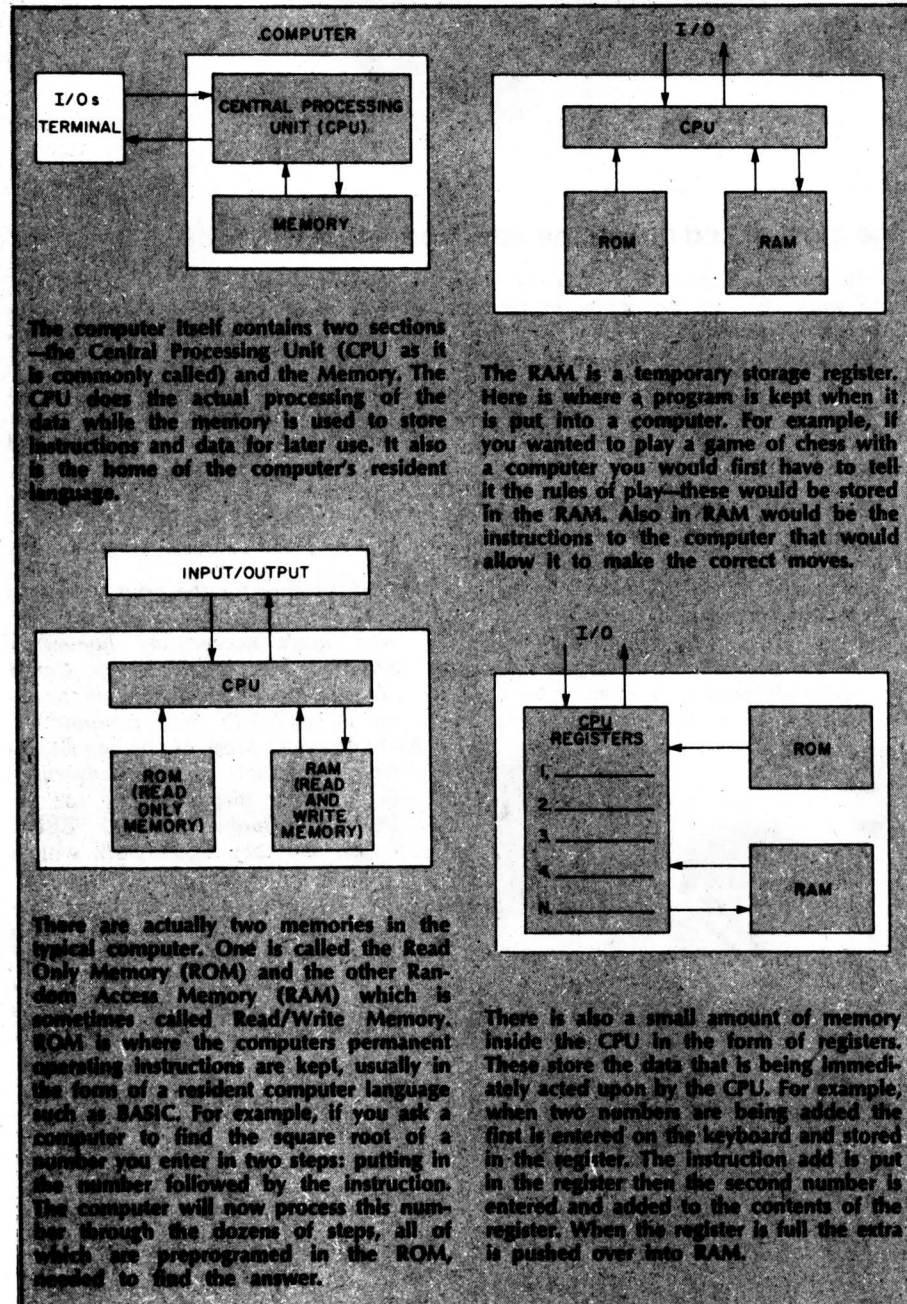 COMPUTER
I/Os
TERMINAL
CENTRAL PROCESSING
UNIT (CPU)
MEMORY
The computer itself contains two sections
—the Central Processing Unit (CPU as it
is commonly called) and the Memory. The
CPU does the actual processing of the
data while the memory is used to store
instructions and data for later use. It also
is the home of the computer's resident
language.
INPUT/OUTPUT
CPU
ROM
(READ
ONLY
MEMORY)
RAM
(READ
AND
WRITE
MEMORY)
There are actually two memories in the
typical computer. One is called the Read
Only Memory (ROM) and the other Ran-
dom Access Memory (RAM) which is
sometimes called Read/Write Memory.
ROM is where the computers permanent
operating instructions are kept, usually in
the form of a resident computer language
such as BASIC. For example, if you ask a
computer to find the square root of a
number you enter in two steps: putting in
the number followed by the instruction.
The computer will now process this num-
ber through the dozens of steps, all of
which are preprogramed in the ROM,
needed to find the answer.
I/O
CPU
ROM
RAM
The RAM is a temporary storage register.
Here is where a program is kept when it
is put into a computer. For example, if
you wanted to play a game of chess with
a computer you would first have to tell
it the rules of play—these would be stored
in the RAM. Also in RAM would be the
instructions to the computer that would
allow it to make the correct moves.
I/O
CPU
REGISTERS
1.
2.
3.
4.
N.
ROM
RAM
There is also a small amount of memory
inside the CPU in the form of registers.
These store the data that is being immedi-
ately acted upon by the CPU. For example,
when two numbers are being added the
first is entered on the keyboard and stored
in the register. The instruction add is put
in the register then the second number is
entered and added to the contents of the
register. When the register is full the extra
is pushed over into RAM.